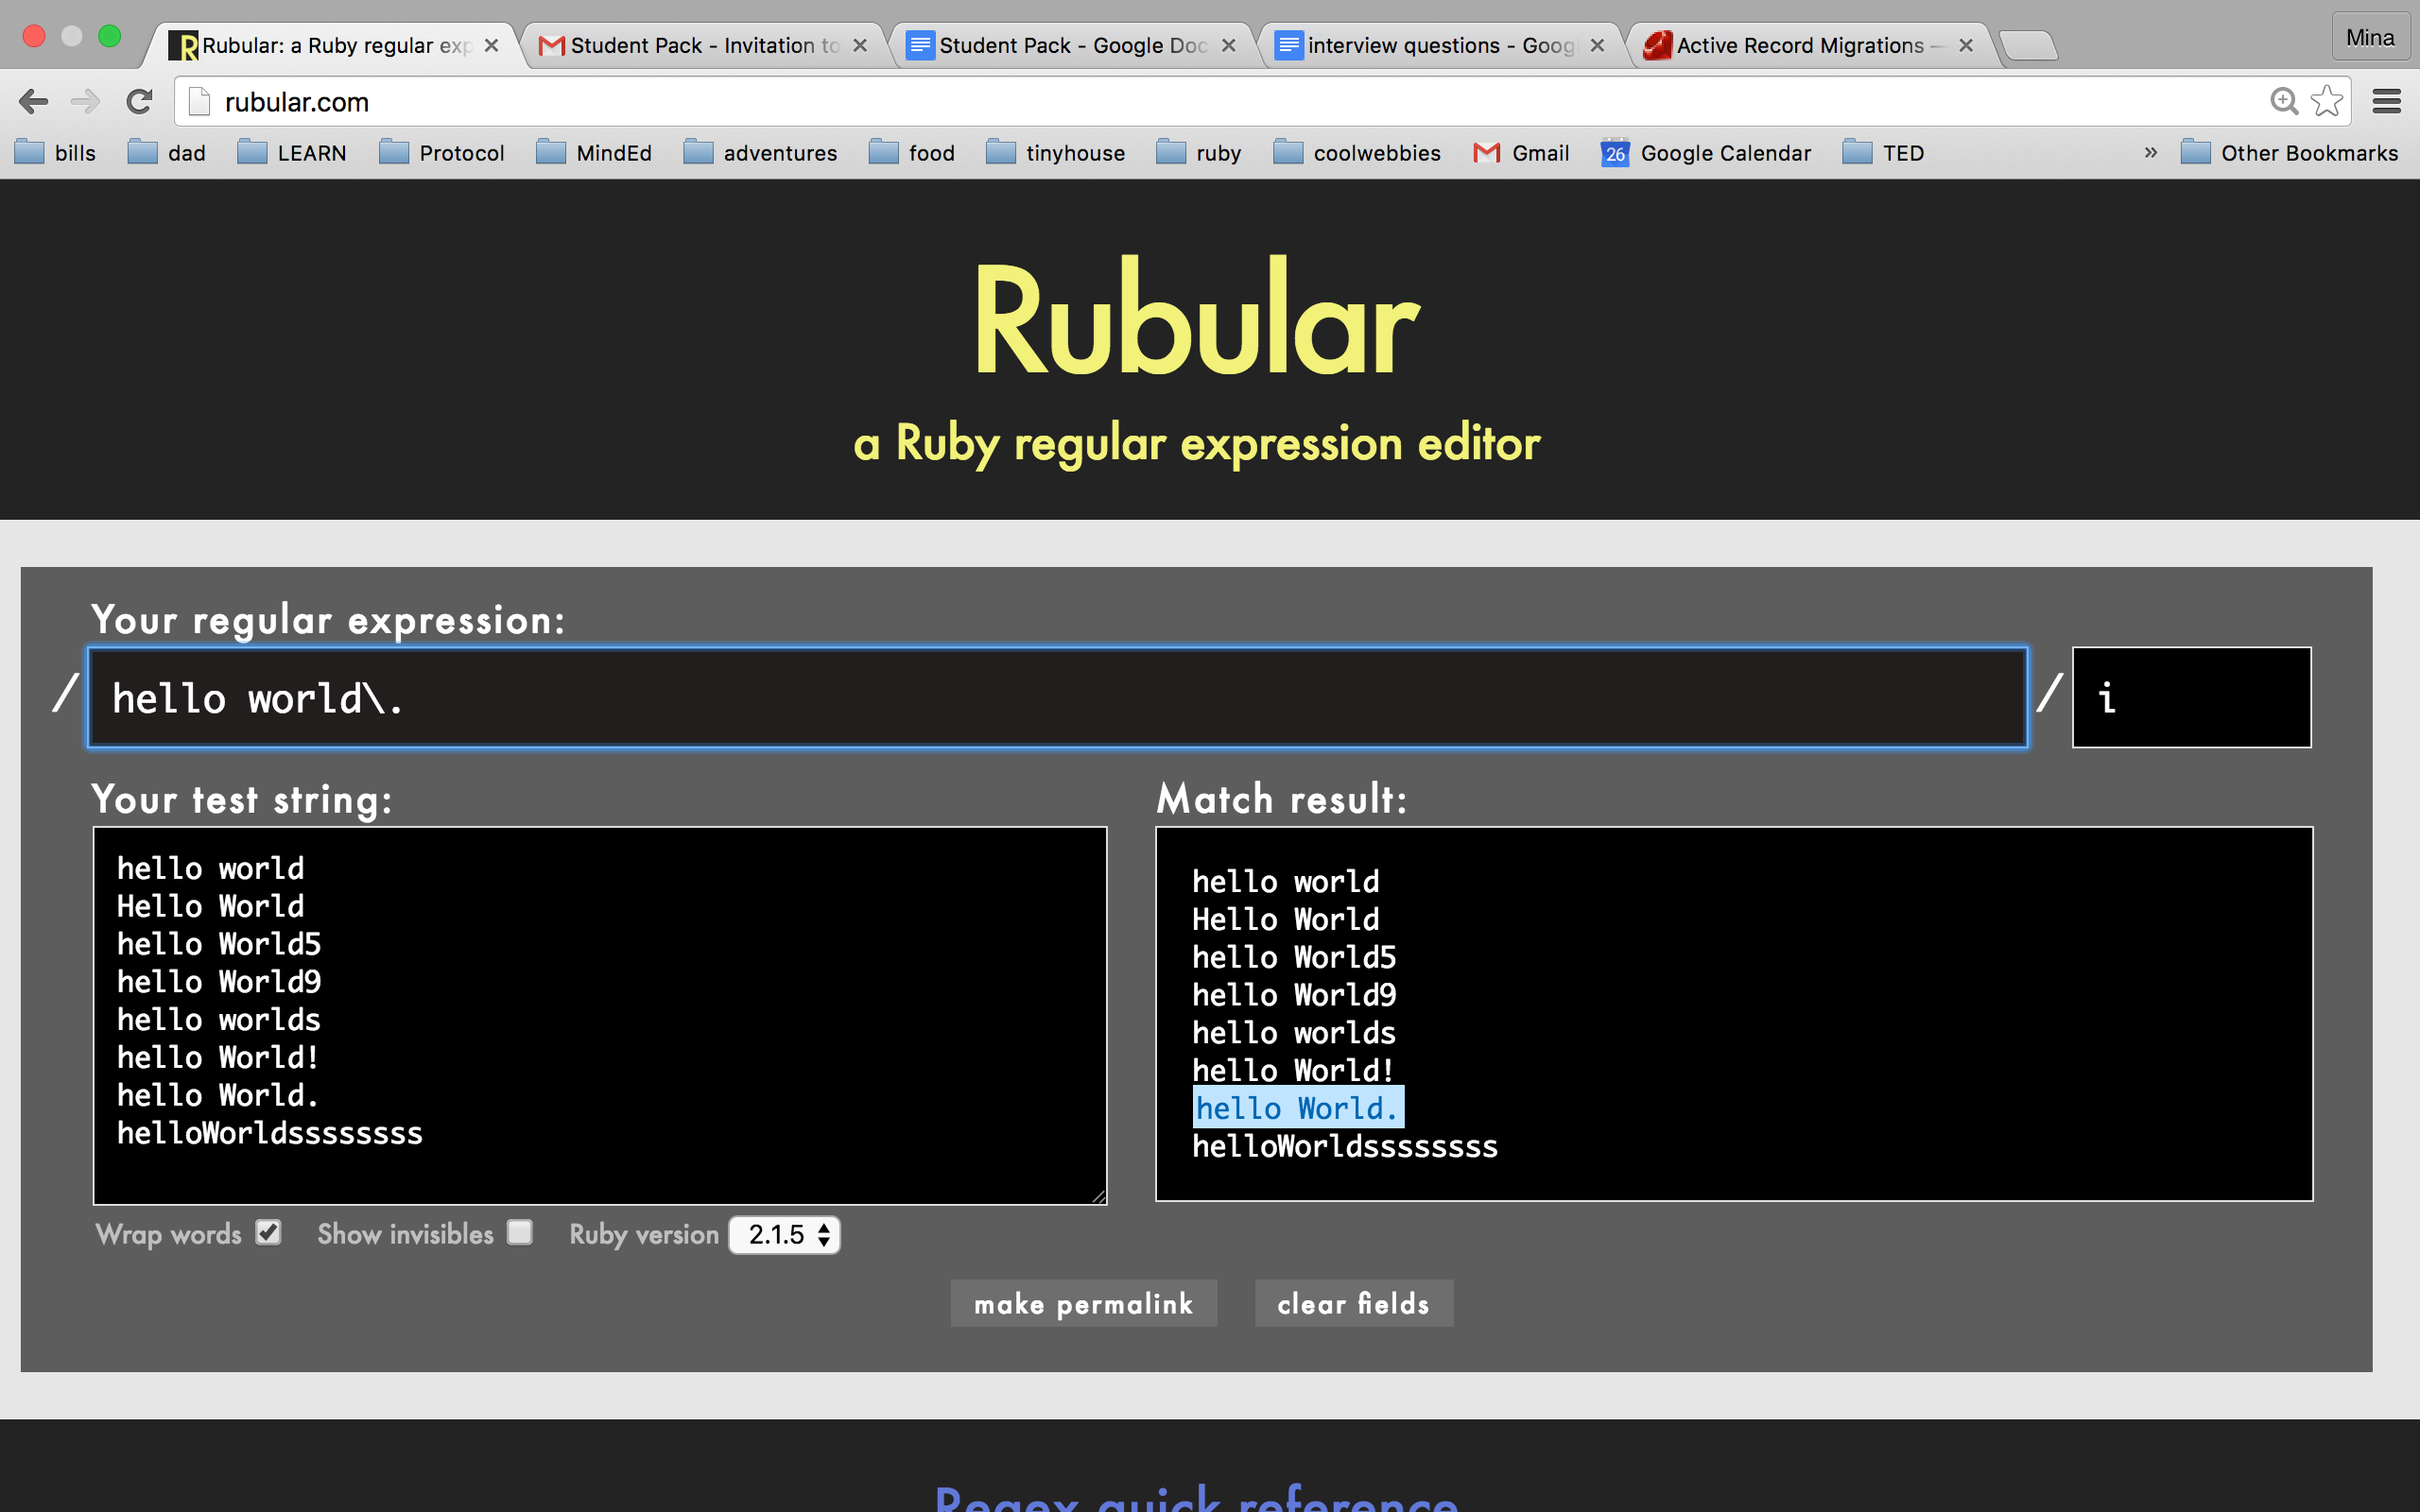 Rubular: a Ruby regular exp
Student Pack - Invitation to
Student Pack - Google Doc
interview questions - Goog
Active Record Migrations —
Mina
rubular.com
bills
dad
LEARN
Protocol
MindEd
adventures
food
tinyhouse
ruby
coolwebbies
Gmail
26
Google Calendar
TED
»
Other Bookmarks
Rubular
a Ruby regular expression editor
Your regular expression:
/ hello world\. / i
Your test string:
hello world
Hello World
hello World5
hello World9
hello worlds
hello World!
hello World.
helloWorldssssssss
Match result:
hello world
Hello World
hello World5
hello World9
hello worlds
hello World!
hello World.
helloWorldssssssss
Wrap words
Show invisibles
Ruby version
2.1.5
make permalink
clear fields
Regex quick reference